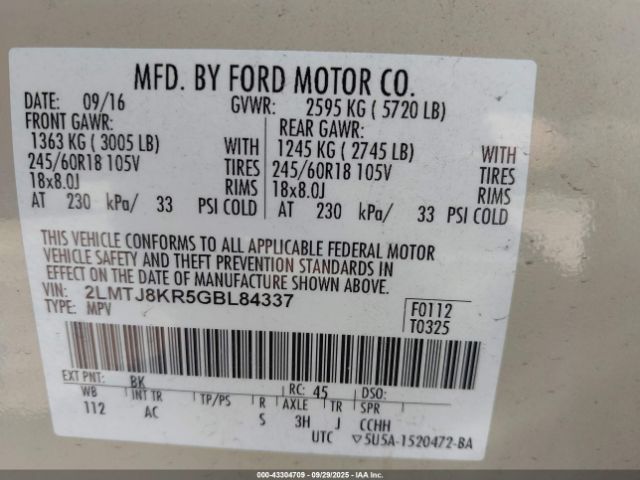 MFD. BY FORD MOTOR CO.
DATE: 09/16 GVWR: 2595 KG ( 5720 LB)
FRONT GAWR: REAR GAWR:
1363 KG ( 3005 LB) WITH 1245 KG ( 2745 LB) WITH
245/60R18 105V TIRES 245/60R18 105V TIRES
18x8.0J RIMS 18x8.0J RIMS
AT 230 kPa/ 33 PSI COLD AT 230 kPa/ 33 PSI COLD
THIS VEHICLE CONFORMS TO ALL APPLICABLE FEDERAL MOTOR
VEHICLE SAFETY AND THEFT PREVENTION STANDARDS IN
EFFECT ON THE DATE OF MANUFACTURE SHOWN ABOVE.
VIN: 2LMTJ8KR5GBL84337 F0112
TYPE: MPV T0325
EXT PNT: BK RC: 45 DSO:
WB INT TR TP/PS R AXLE TR SPR
112 AC S 3H J CCHH
UTC ▽5U5A-1520472-BA
000-43304709 09/29/2025 IAAI.COM